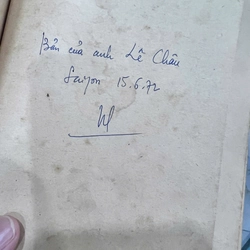 Bản của anh Lê Châu
Saigon 15.6.72